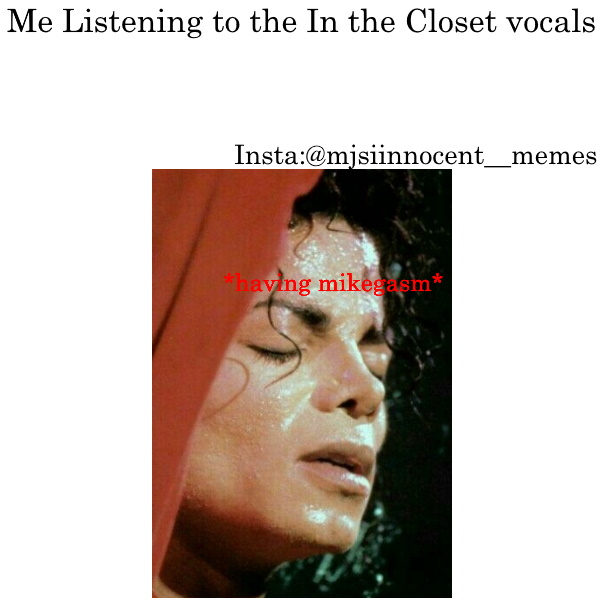 Me Listening to the In the Closet vocals
Insta:@mjsiinnocent__memes
*having mikegasm*